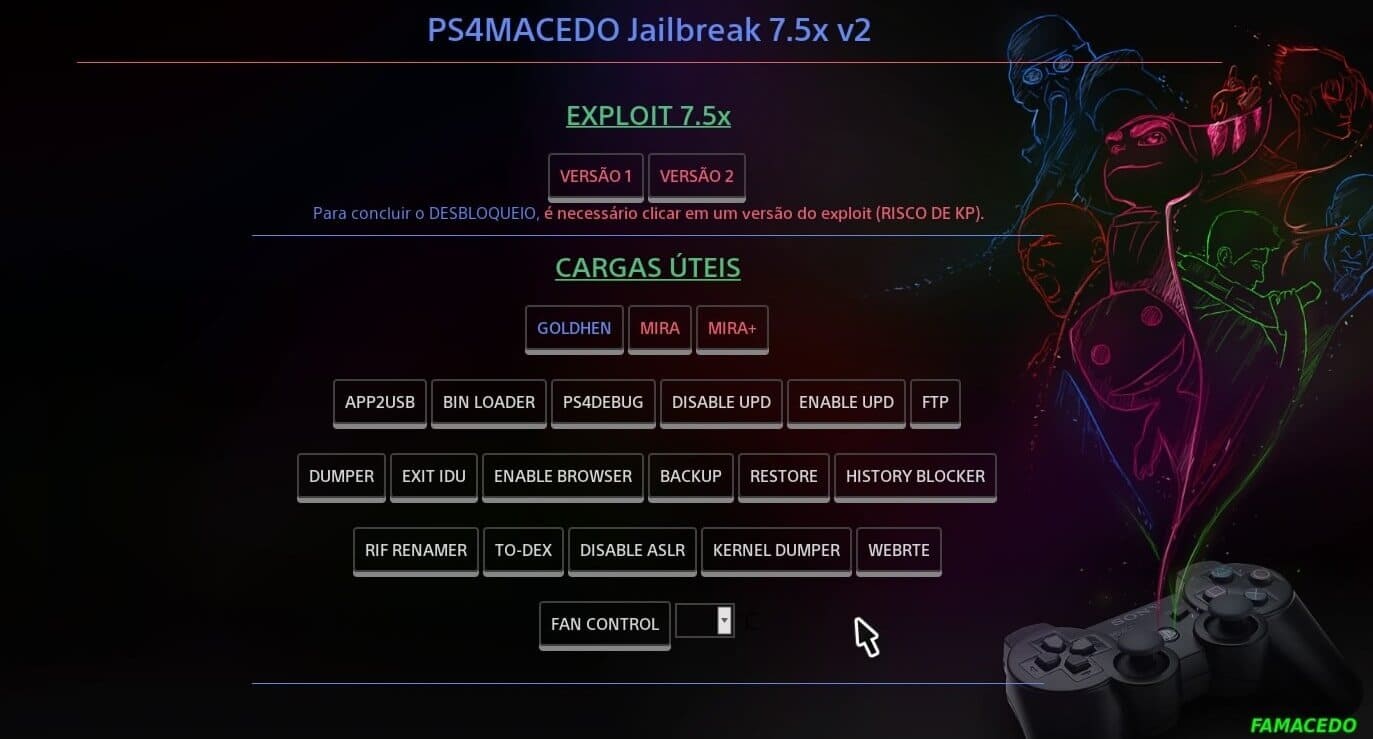 PS4MACEDO Jailbreak 7.5x v2
EXPLOIT 7.5x
VERSÃO 1 VERSÃO 2
Para concluir o DESBLOQUEIO, é necessário clicar em um versão do exploit (RISCO DE KP).
CARGAS ÚTEIS
GOLDHEN MIRA MIRA+
APP2USB BIN LOADER PS4DEBUG DISABLE UPD ENABLE UPD FTP
DUMPER EXIT IDU ENABLE BROWSER BACKUP RESTORE HISTORY BLOCKER
RIF RENAMER TO-DEX DISABLE ASLR KERNEL DUMPER WEBRTE
FAN CONTROL
SONY
FAMACEDO